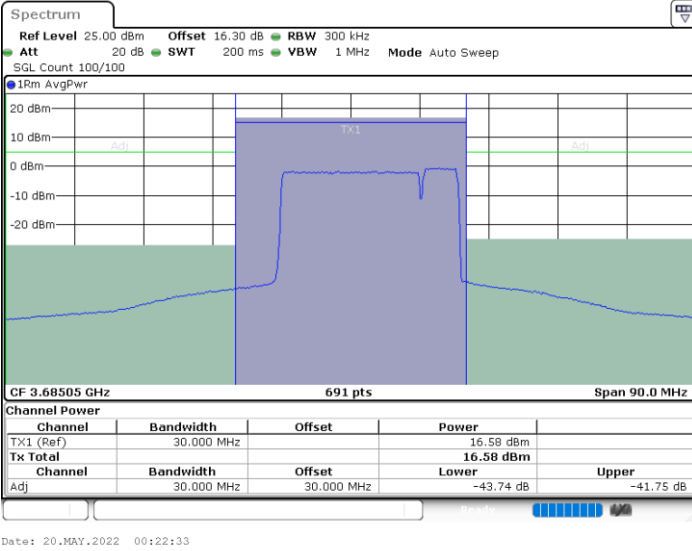 Spectrum
Ref Level 25.00 dBm Offset 16.30 dB RBW 300 kHz
Att 20 dB SWT 200 ms VBW 1 MHz Mode Auto Sweep
SGL Count 100/100
1Rm AvgPwr
20 dBm
TX1
10 dBm
Adj Adj
0 dBm
-10 dBm
-20 dBm
CF 3.68505 GHz 691 pts Span 90.0 MHz
Channel Power
Channel Bandwidth Offset Power
TX1 (Ref) 30.000 MHz 16.58 dBm
Tx Total 16.58 dBm
Channel Bandwidth Offset Lower Upper
Adj 30.000 MHz 30.000 MHz -43.74 dB -41.75 dB
Ready
Date: 20.MAY.2022 00:22:33